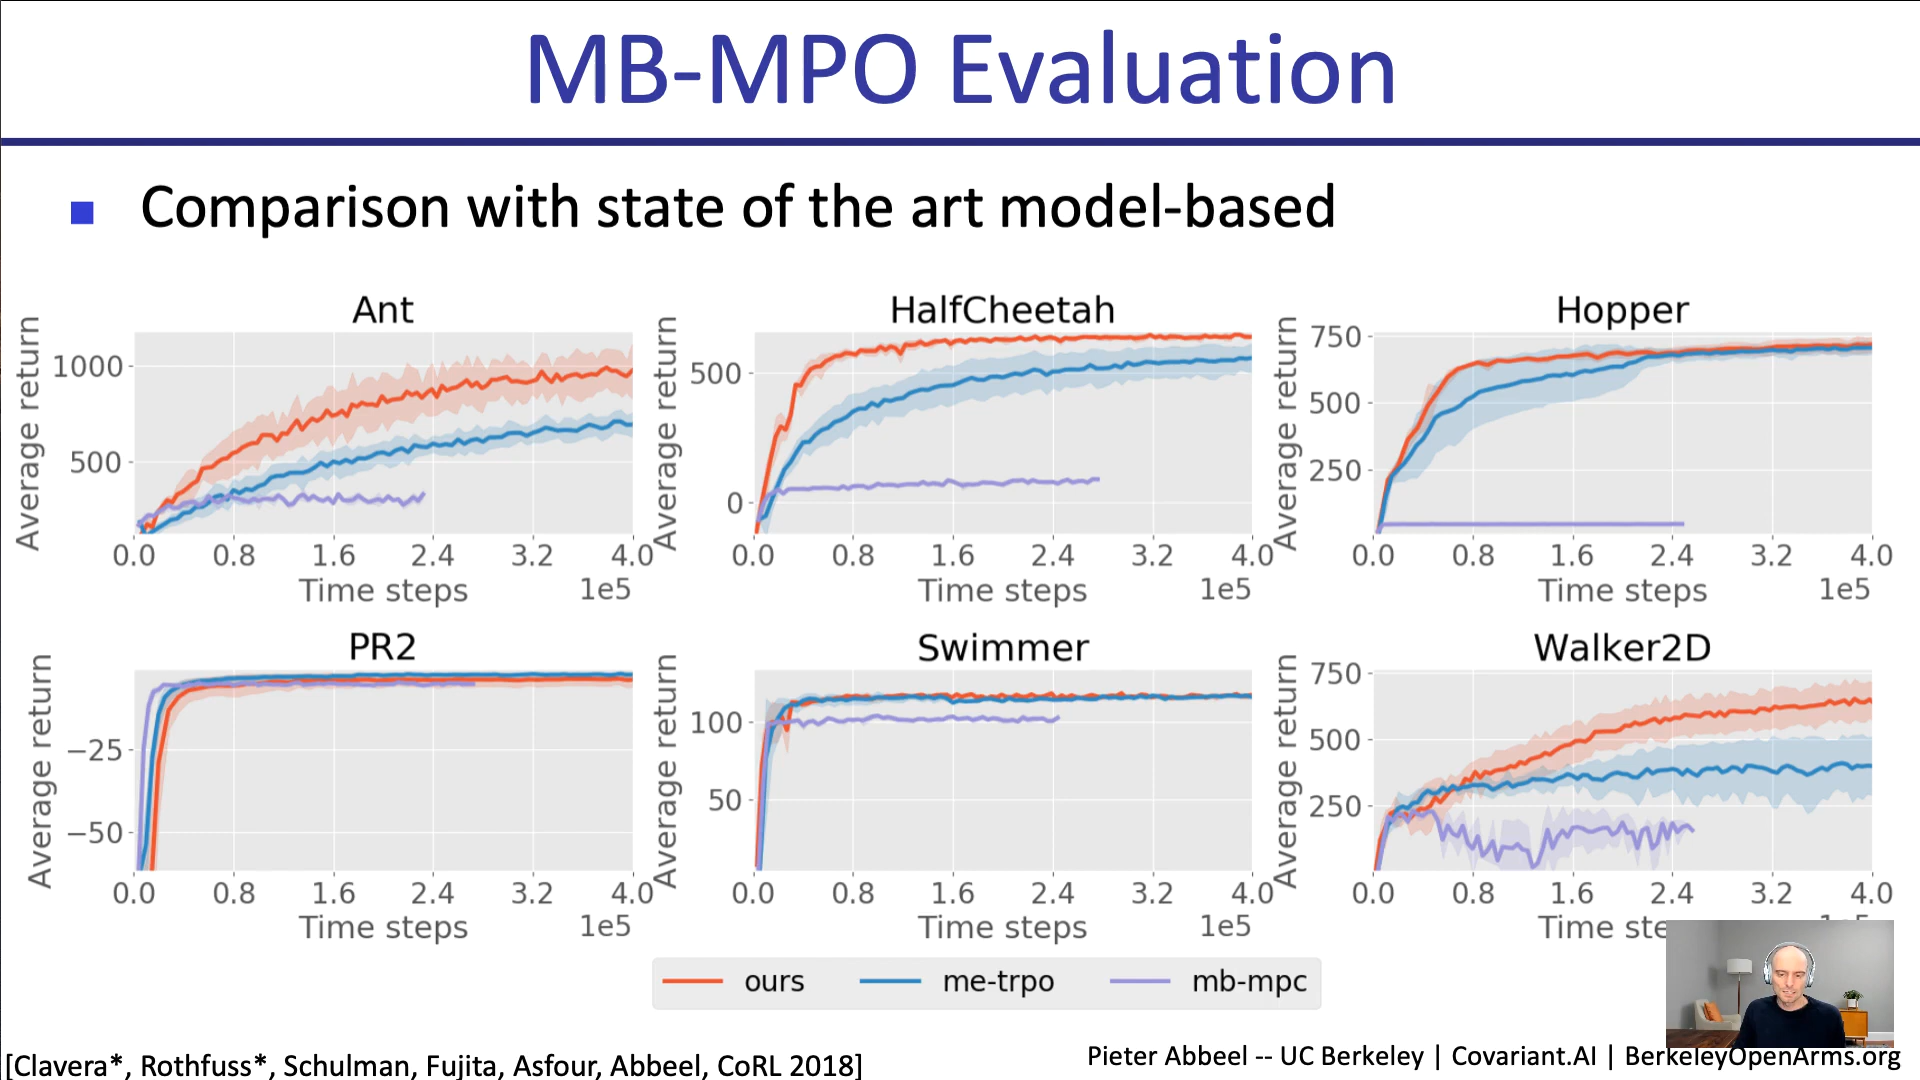 MB-MPO Evaluation
Comparison with state of the art model-based
Ant
HalfCheetah
Hopper
Average return
1000
500
0.0 0.8 1.6 2.4 3.2 4.0
Time steps
1e5
Average return
500
0
0.0 0.8 1.6 2.4 3.2 4.0
Time steps
1e5
Average return
750
500
250
0.0 0.8 1.6 2.4 3.2 4.0
Time steps
1e5
PR2
Swimmer
Walker2D
Average return
−25
−50
0.0 0.8 1.6 2.4 3.2 4.0
Time steps
1e5
Average return
100
50
0.0 0.8 1.6 2.4 3.2 4.0
Time steps
1e5
Average return
750
500
250
0.0 0.8 1.6 2.4 3.2 4.0
Time ste
ours me-trpo mb-mpc
[Clavera*, Rothfuss*, Schulman, Fujita, Asfour, Abbeel, CoRL 2018]
Pieter Abbeel -- UC Berkeley | Covariant.AI | BerkeleyOpenArms.org